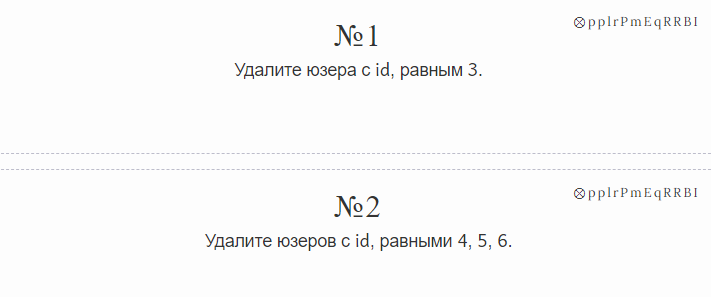 ⊗pplrPmEqRRBI
№1
Удалите юзера с id, равным 3.
⊗pplrPmEqRRBI
№2
Удалите юзеров с id, равными 4, 5, 6.